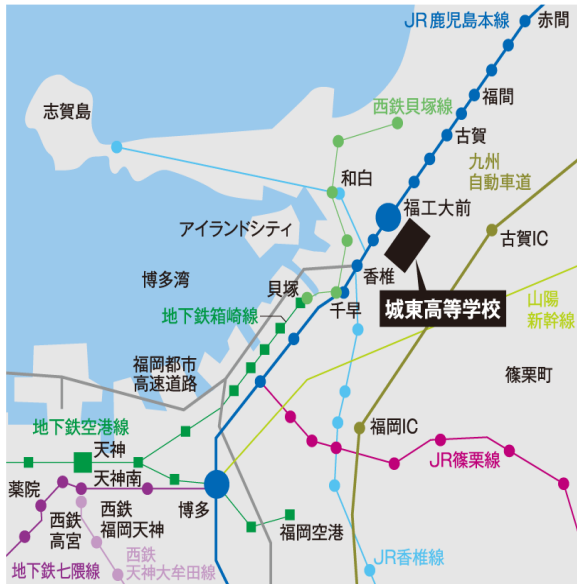 JR鹿児島本線
赤間
志賀島
西鉄貝塚線
福間
古賀
和白
九州
自動車道
福工大前
アイランドシティ
古賀IC
博多湾
香椎
貝塚
千早
城東高等学校
地下鉄箱崎線
山陽
新幹線
福岡都市
高速道路
篠栗町
地下鉄空港線
天神
福岡IC
JR篠栗線
薬院
天神南
博多
西鉄
高宮
西鉄
福岡天神
福岡空港
地下鉄七隈線
西鉄
天神大牟田線
JR香椎線